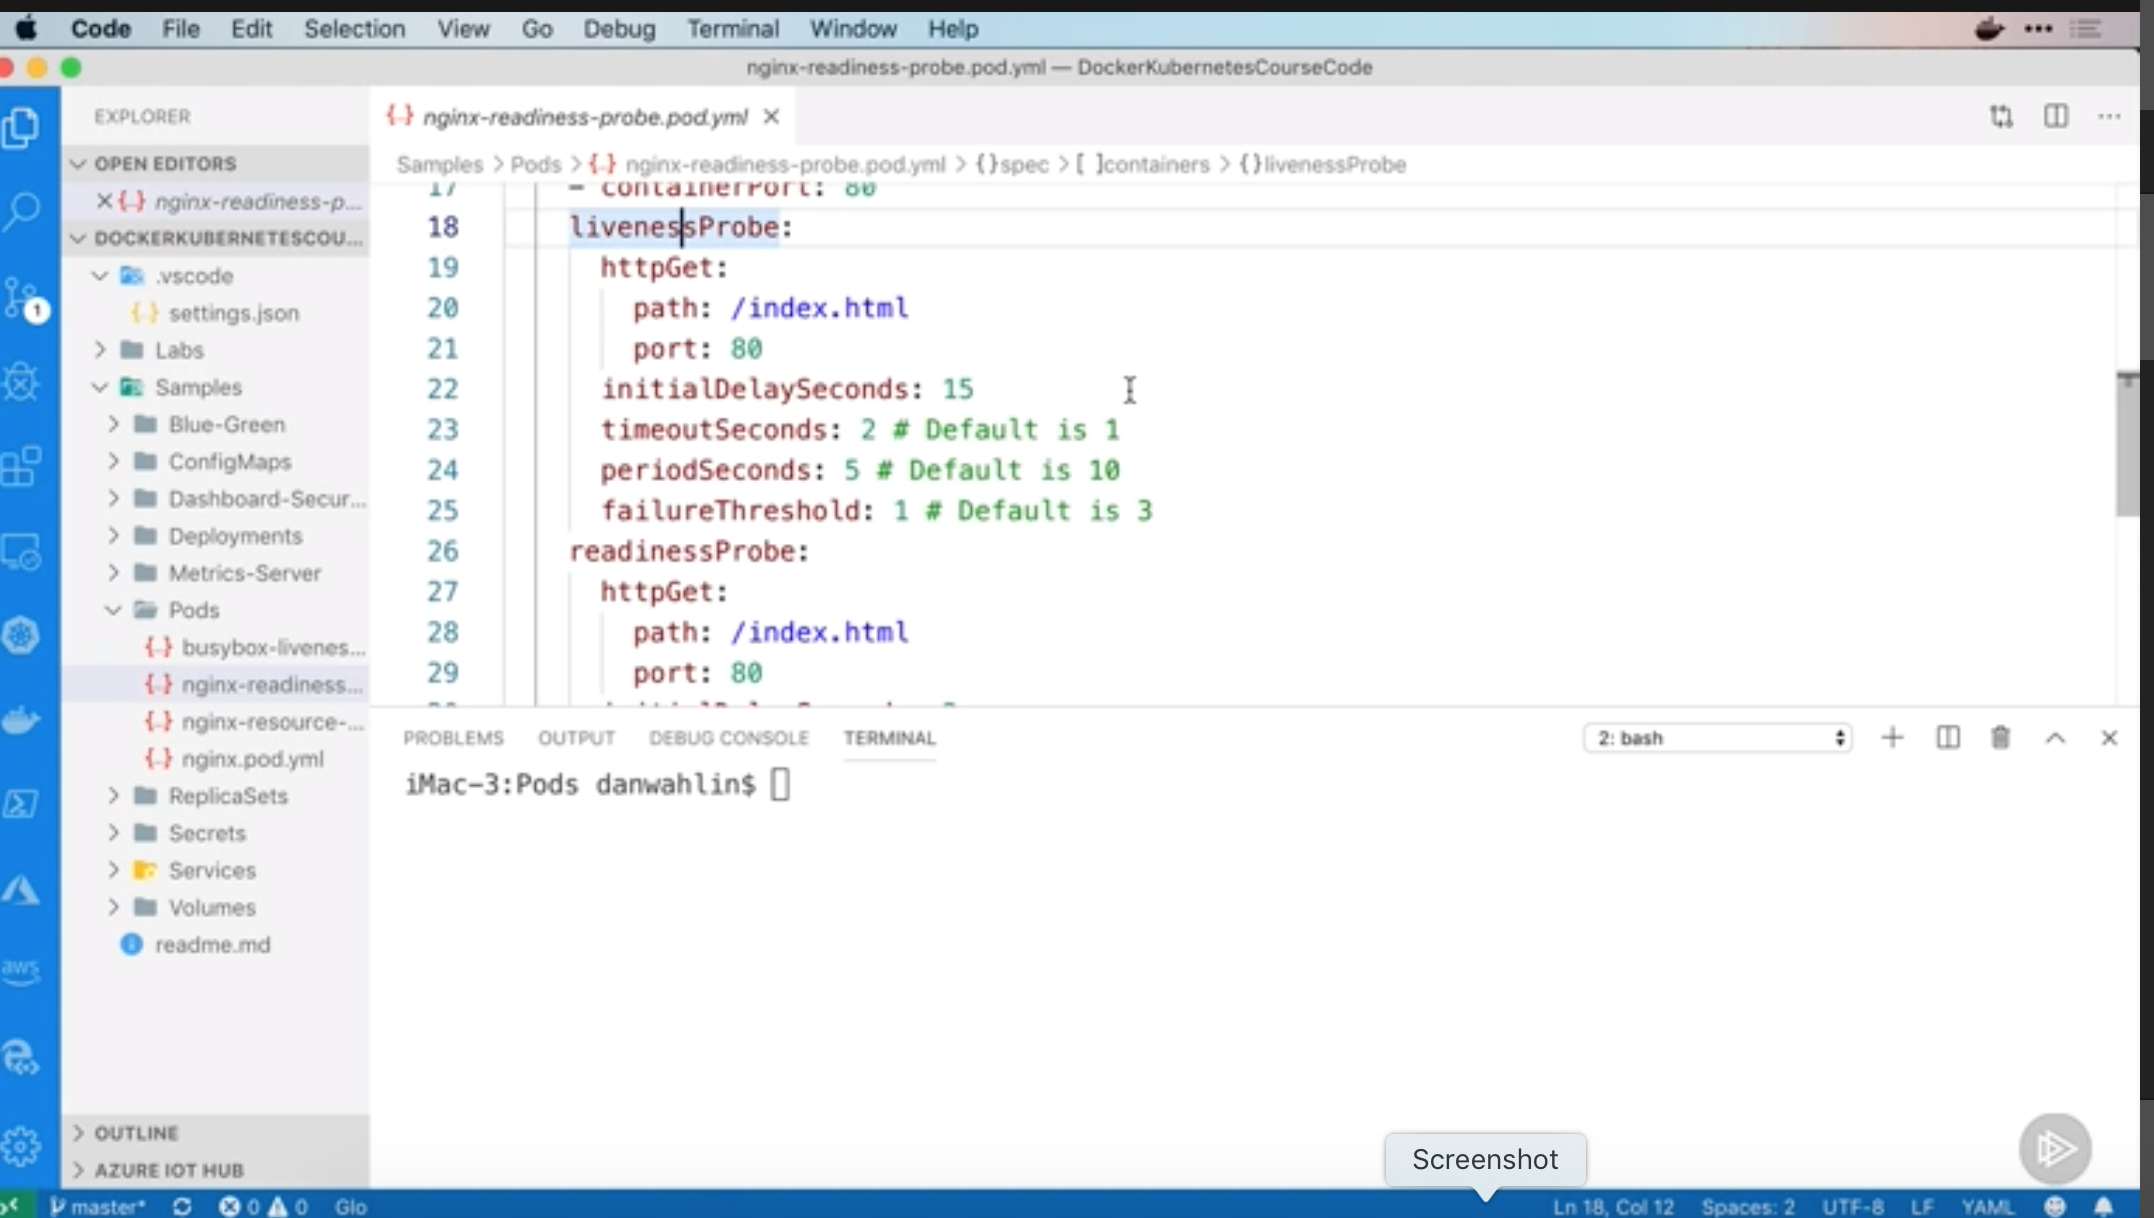 Code File Edit Selection View Go Debug Terminal Window Help
nginx-readiness-probe.pod.yml — DockerKubernetesCourseCode
EXPLORER
OPEN EDITORS
nginx-readiness-p...
DOCKERKUBERNETESCOU...
.vscode
settings.json
Labs
Samples
Blue-Green
ConfigMaps
Dashboard-Secur...
Deployments
Metrics-Server
Pods
busybox-livenes...
nginx-readiness...
nginx-resource-...
nginx.pod.yml
ReplicaSets
Secrets
Services
Volumes
readme.md
OUTLINE
AZURE IOT HUB
1
aws
nginx-readiness-probe.pod.yml
Samples > Pods > {..} nginx-readiness-probe.pod.yml > {}spec > [ ]containers > {}livenessProbe
17 - containerPort: 80
18 livenessProbe:
19 httpGet:
20 path: /index.html
21 port: 80
22 initialDelaySeconds: 15
23 timeoutSeconds: 2 # Default is 1
24 periodSeconds: 5 # Default is 10
25 failureThreshold: 1 # Default is 3
26 readinessProbe:
27 httpGet:
28 path: /index.html
29 port: 80
PROBLEMS OUTPUT DEBUG CONSOLE TERMINAL
2: bash
iMac-3:Pods danwahlin$
Screenshot
master* 0 0 Glo
Ln 18, Col 12 Spaces: 2 UTF-8 LF YAML